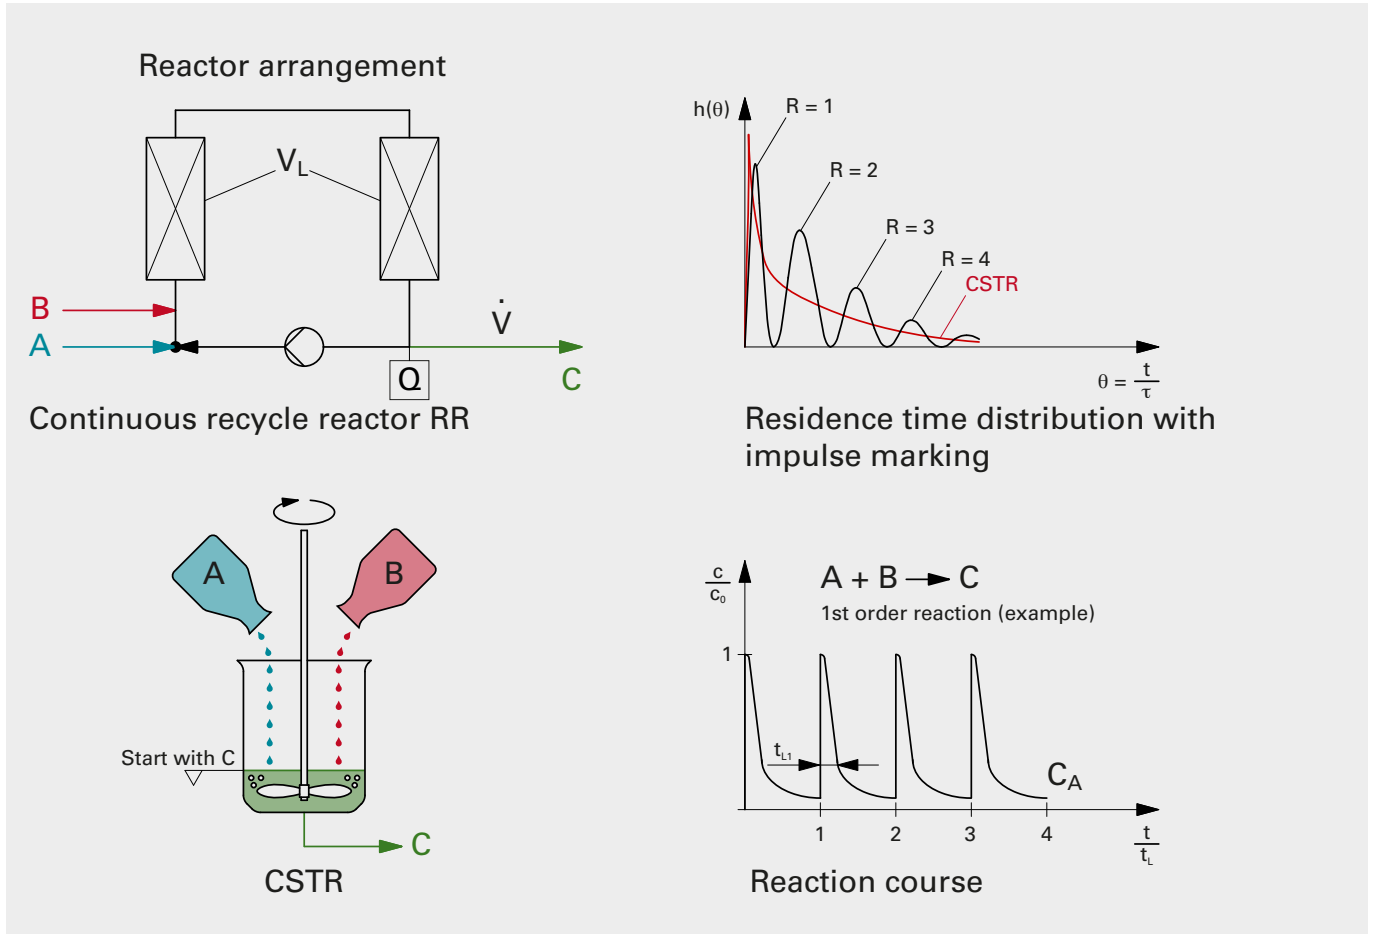 Reactor arrangement
V_L
B
A
V̇
Q
C
Continuous recycle reactor RR
h(θ)
R = 1
R = 2
R = 3
R = 4
CSTR
θ = t/τ
Residence time distribution with
impulse marking
A
B
Start with C
C
CSTR
c/c₀
A + B → C
1st order reaction (example)
1
t_L1
C_A
1 2 3 4
t/t_L
Reaction course